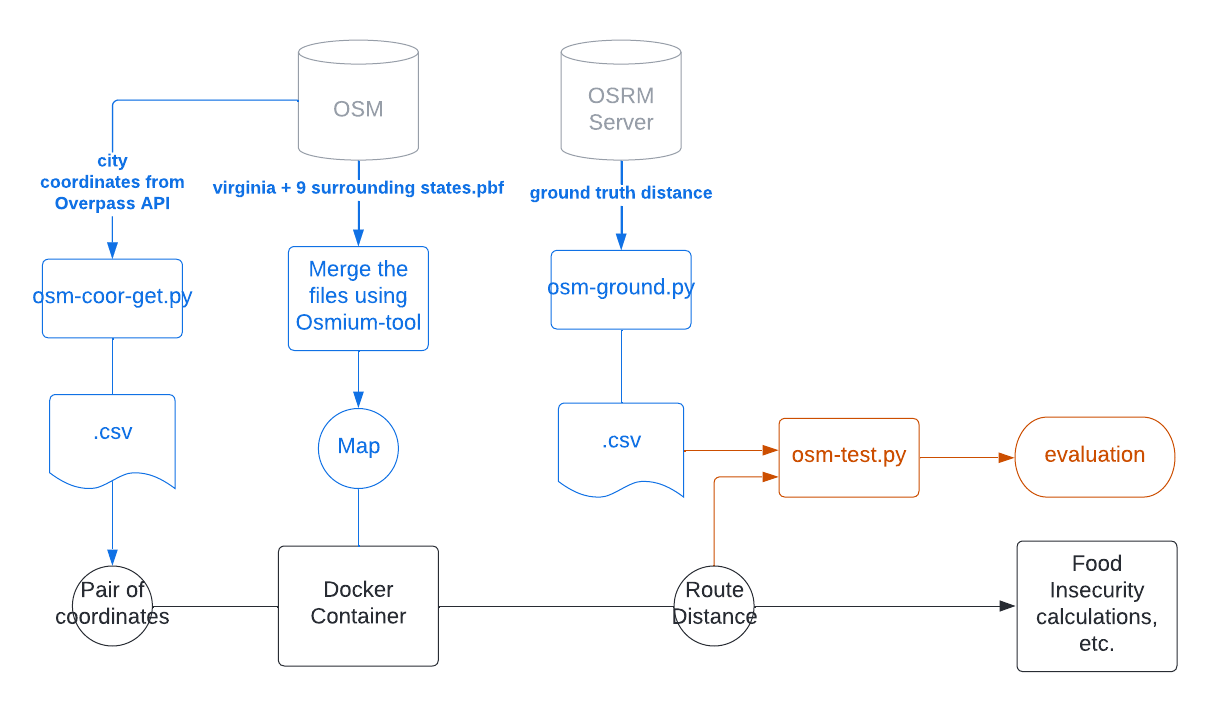 OSM
OSRM
Server
city
coordinates from
Overpass API
virginia + 9 surrounding states.pbf
ground truth distance
osm-coor-get.py
Merge the
files using
Osmium-tool
osm-ground.py
.csv
Map
.csv
osm-test.py
evaluation
Pair of
coordinates
Docker
Container
Route
Distance
Food
Insecurity
calculations,
etc.